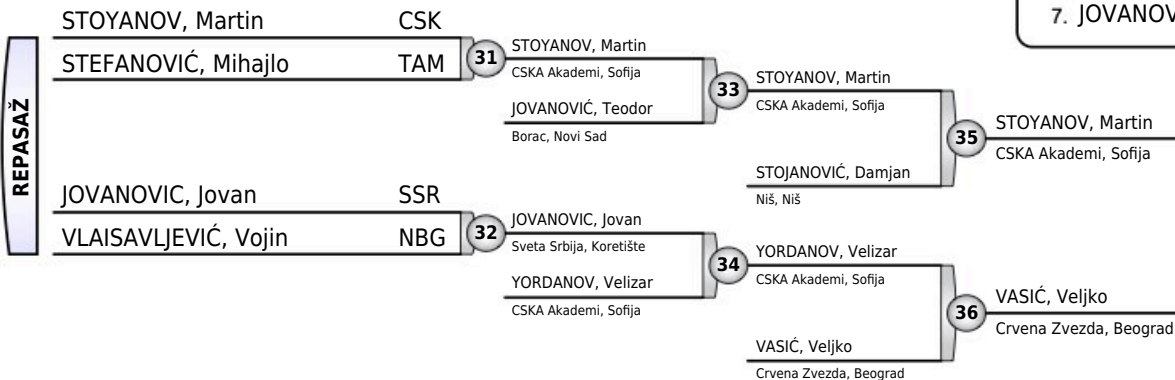 7. JOVANOV
REPASAŽ
STOYANOV, Martin CSK
STEFANOVIĆ, Mihajlo TAM
31
STOYANOV, Martin
CSKA Akademi, Sofija
JOVANOVIĆ, Teodor
Borac, Novi Sad
33
STOYANOV, Martin
CSKA Akademi, Sofija
STOJANOVIĆ, Damjan
Niš, Niš
35
STOYANOV, Martin
CSKA Akademi, Sofija
JOVANOVIC, Jovan SSR
VLAISAVLJEVIĆ, Vojin NBG
32
JOVANOVIC, Jovan
Sveta Srbija, Koretište
YORDANOV, Velizar
CSKA Akademi, Sofija
34
YORDANOV, Velizar
CSKA Akademi, Sofija
VASIĆ, Veljko
Crvena Zvezda, Beograd
36
VASIĆ, Veljko
Crvena Zvezda, Beograd